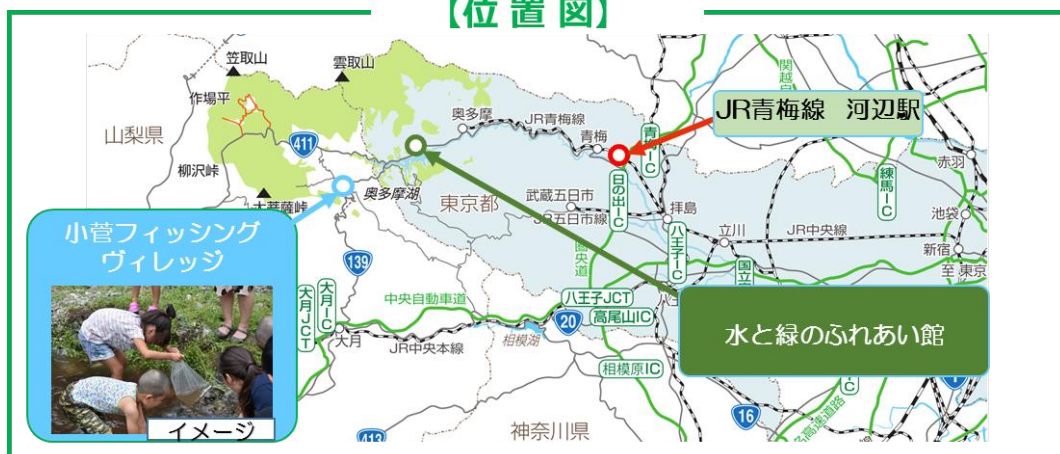 【位置図】
笠取山
雲取山
作場平
山梨県
411
柳沢峠
奥多摩
JR青梅線
青梅
青梅IC
JR青梅線 河辺駅
日の出IC
練馬IC
赤羽
奥多摩湖
東京都
武蔵五日市
拝島
池袋
立川
JR中央線
新宿
至東京
八王子IC
小菅フィッシング
ヴィレッジ
139
中央自動車道
大月JCT
大月IC
大月
JR中央本線
相模湖
八王子JCT
高尾山IC
20
相模原IC
水と緑のふれあい館
16
イメージ
神奈川県